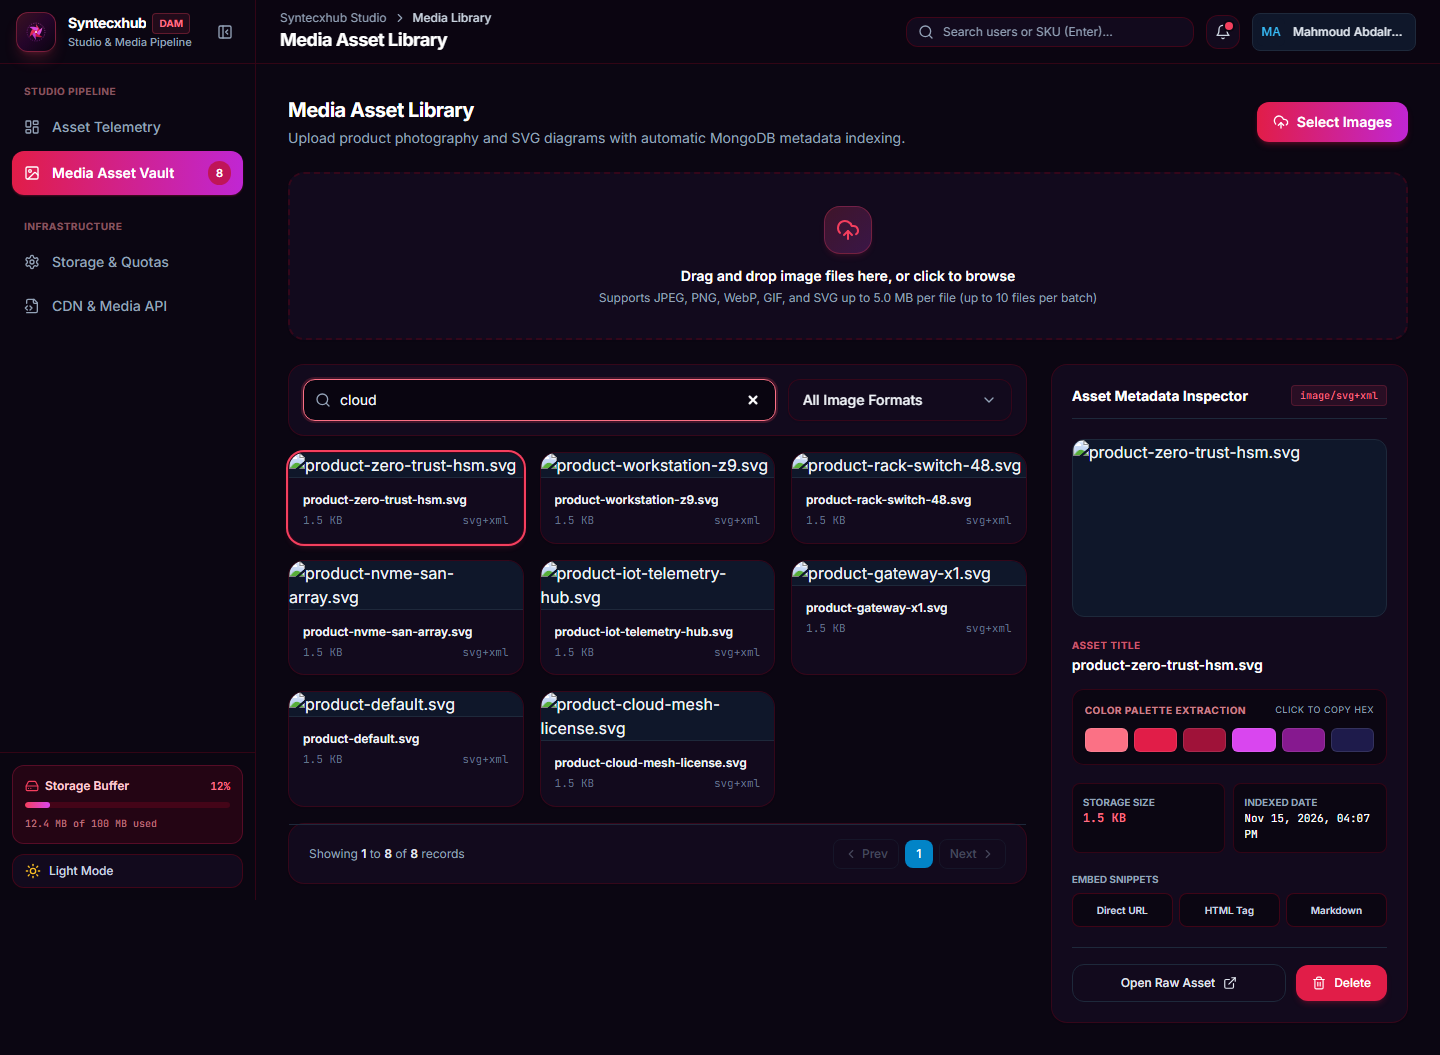 Syntecxhub DAM
Studio & Media Pipeline
Syntecxhub Studio > Media Library
Media Asset Library
Search users or SKU (Enter)...
MA Mahmoud Abdalr...
STUDIO PIPELINE
Asset Telemetry
Media Asset Vault 8
INFRASTRUCTURE
Storage & Quotas
CDN & Media API
Storage Buffer 12%
12.4 MB of 100 MB used
Light Mode
Media Asset Library
Upload product photography and SVG diagrams with automatic MongoDB metadata indexing.
Select Images
Drag and drop image files here, or click to browse
Supports JPEG, PNG, WebP, GIF, and SVG up to 5.0 MB per file (up to 10 files per batch)
cloud
All Image Formats
product-zero-trust-hsm.svg
product-zero-trust-hsm.svg
1.5 KB svg+xml
product-workstation-z9.svg
product-workstation-z9.svg
1.5 KB svg+xml
product-rack-switch-48.svg
product-rack-switch-48.svg
1.5 KB svg+xml
product-nvme-san-
array.svg
product-nvme-san-array.svg
1.5 KB svg+xml
product-iot-telemetry-
hub.svg
product-iot-telemetry-hub.svg
1.5 KB svg+xml
product-gateway-x1.svg
product-gateway-x1.svg
1.5 KB svg+xml
product-default.svg
product-default.svg
1.5 KB svg+xml
product-cloud-mesh-
license.svg
product-cloud-mesh-license.svg
1.5 KB svg+xml
Showing 1 to 8 of 8 records
Prev 1 Next
Asset Metadata Inspector image/svg+xml
product-zero-trust-hsm.svg
ASSET TITLE
product-zero-trust-hsm.svg
COLOR PALETTE EXTRACTION CLICK TO COPY HEX
STORAGE SIZE
1.5 KB
INDEXED DATE
Nov 15, 2026, 04:07
PM
EMBED SNIPPETS
Direct URL
HTML Tag
Markdown
Open Raw Asset
Delete